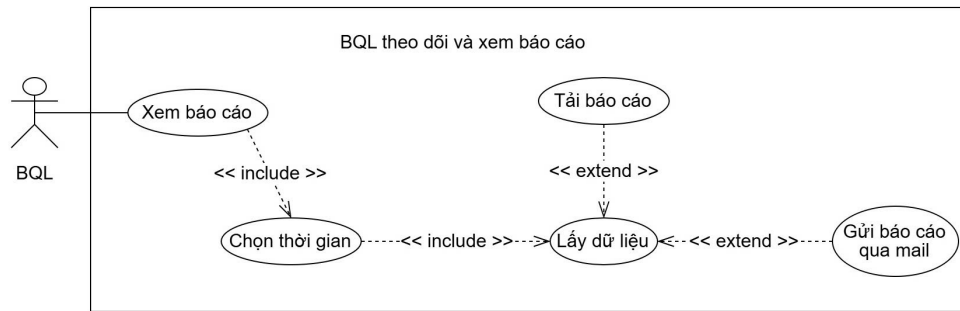 BQL theo dõi và xem báo cáo
Xem báo cáo
Tải báo cáo
BQL
<< include >>
<< extend >>
Chọn thời gian
<< include >>
Lấy dữ liệu
<< extend >>
Gửi báo cáo
qua mail